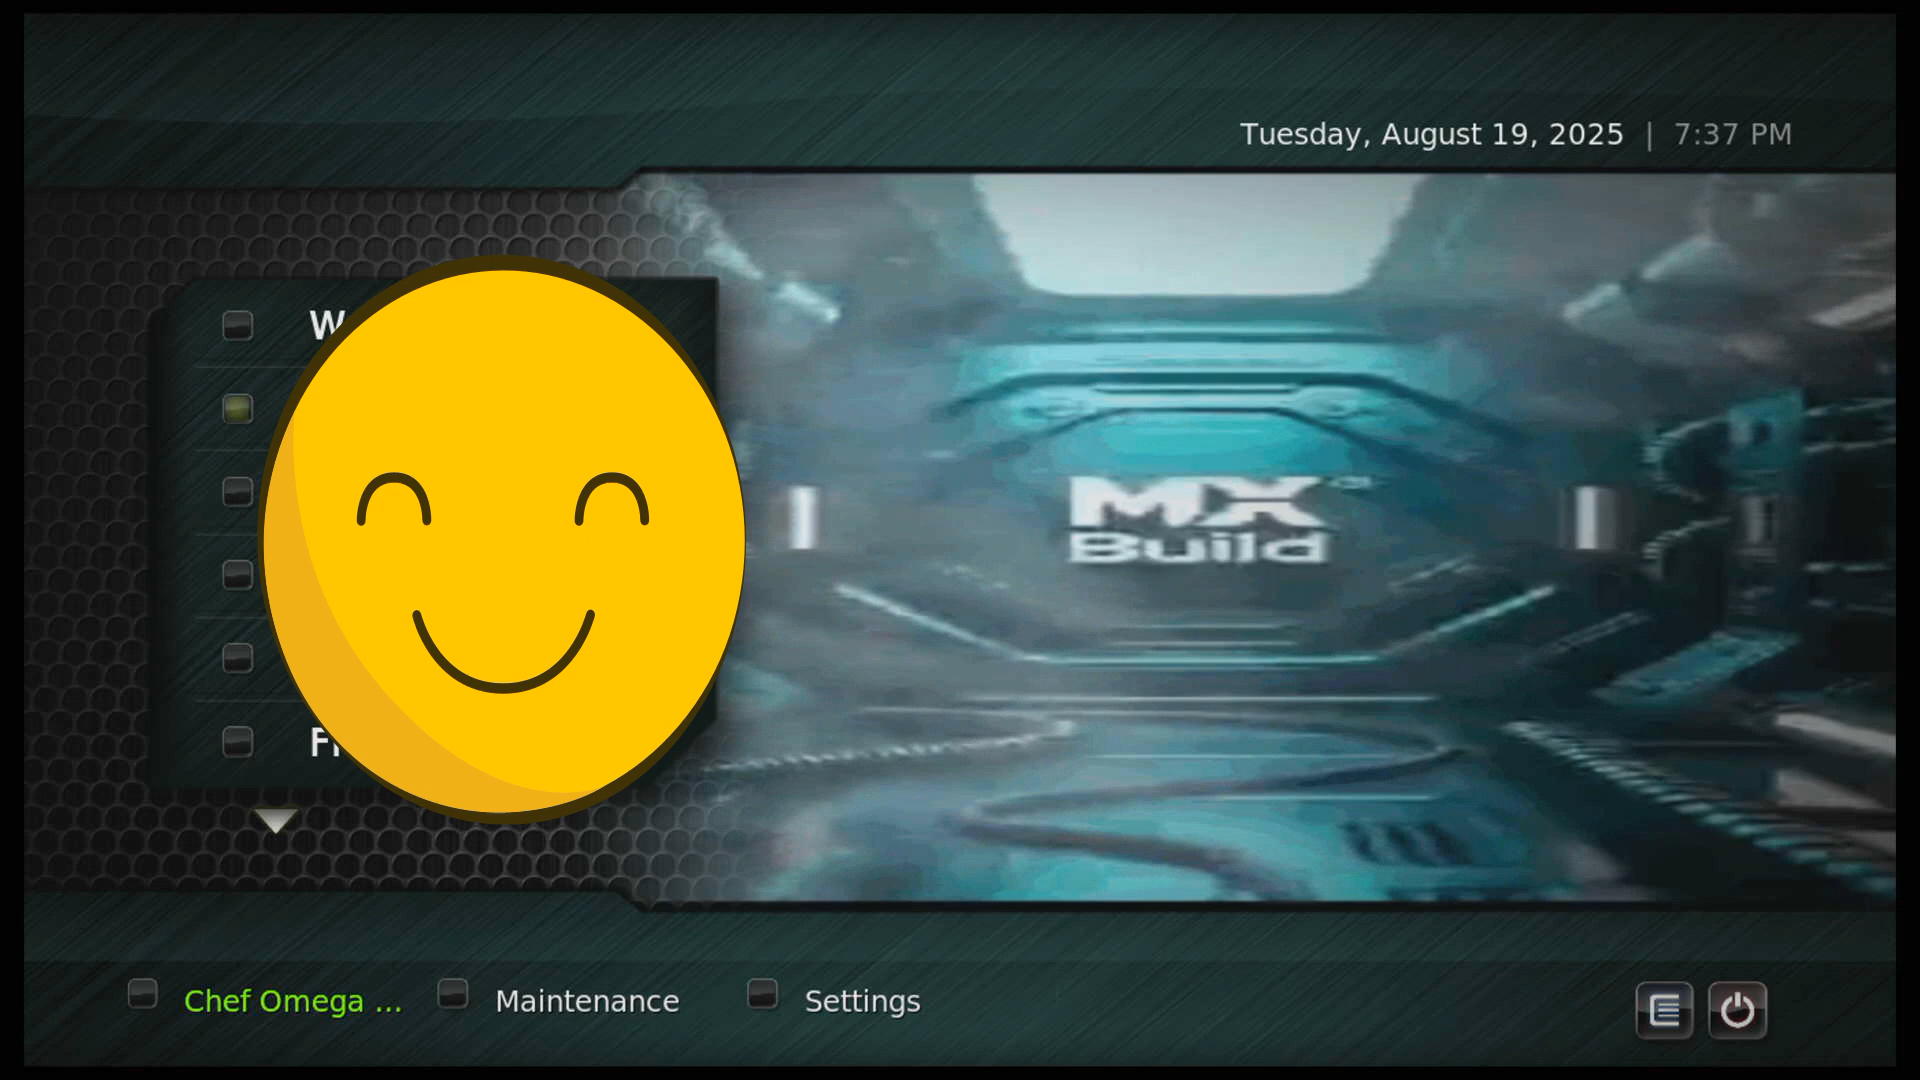 Tuesday, August 19, 2025 | 7:37 PM
MX
Build
Chef Omega ...
Maintenance
Settings